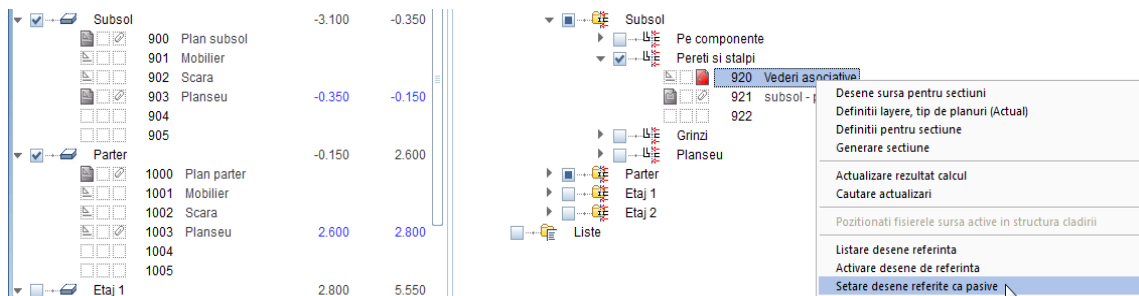 Subsol -3.100 -0.350
900 Plan subsol
901 Mobilier
902 Scara
903 Planseu -0.350 -0.150
904
905
Parter -0.150 2.600
1000 Plan parter
1001 Mobilier
1002 Scara
1003 Planseu 2.600 2.800
1004
1005
Etaj 1 2.800 5.550
Subsol
Pe componente
Pereti si stalpi
920 Vederi asociative
921 subsol -
922
Grinzi
Planseu
Parter
Etaj 1
Etaj 2
Liste
Desene sursa pentru sectiuni
Definitii layere, tip de planuri (Actual)
Definitii pentru sectiune
Generare sectiune
Actualizare rezultat calcul
Cautare actualizari
Pozitionati fisierele sursa active in structura cladirii
Listare desene referinta
Activare desene de referinta
Setare desene referite ca pasive